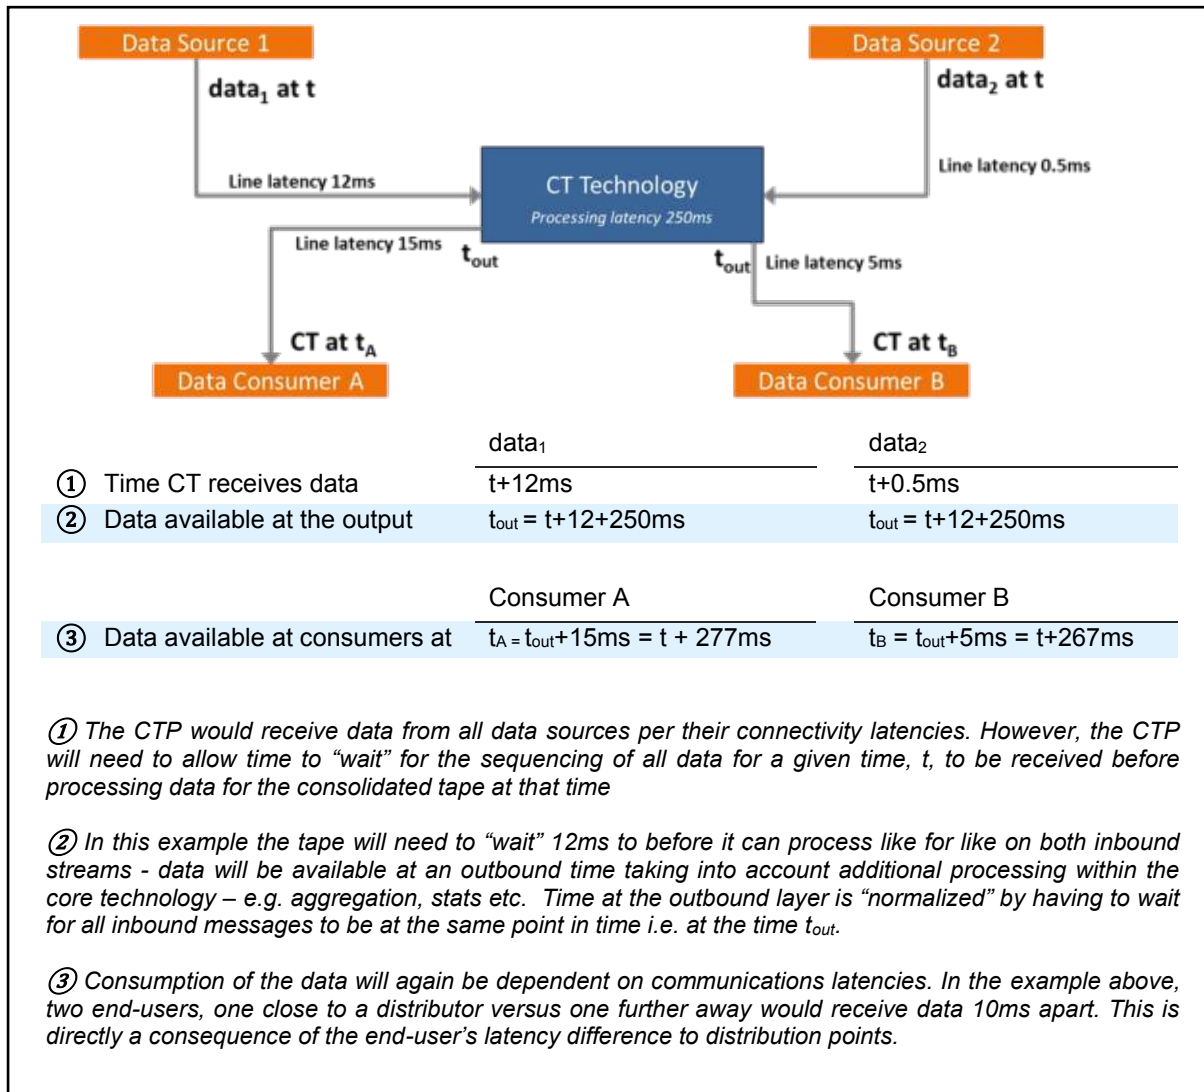 Data Source 1
Data Source 2
data₁ at t
data₂ at t
Line latency 12ms
Line latency 0.5ms
CT Technology
Processing latency 250ms
Line latency 15ms
t_out
t_out
Line latency 5ms
CT at t_A
CT at t_B
Data Consumer A
Data Consumer B
data₁
data₂
① Time CT receives data t+12ms t+0.5ms
② Data available at the output t_out = t+12+250ms t_out = t+12+250ms
Consumer A
Consumer B
③ Data available at consumers at t_A = t_out+15ms = t + 277ms t_B = t_out+5ms = t+267ms
① The CTP would receive data from all data sources per their connectivity latencies. However, the CTP
will need to allow time to “wait” for the sequencing of all data for a given time, t, to be received before
processing data for the consolidated tape at that time
② In this example the tape will need to “wait” 12ms to before it can process like for like on both inbound
streams - data will be available at an outbound time taking into account additional processing within the
core technology – e.g. aggregation, stats etc. Time at the outbound layer is “normalized” by having to wait
for all inbound messages to be at the same point in time i.e. at the time t_out.
③ Consumption of the data will again be dependent on communications latencies. In the example above,
two end-users, one close to a distributor versus one further away would receive data 10ms apart. This is
directly a consequence of the end-user’s latency difference to distribution points.